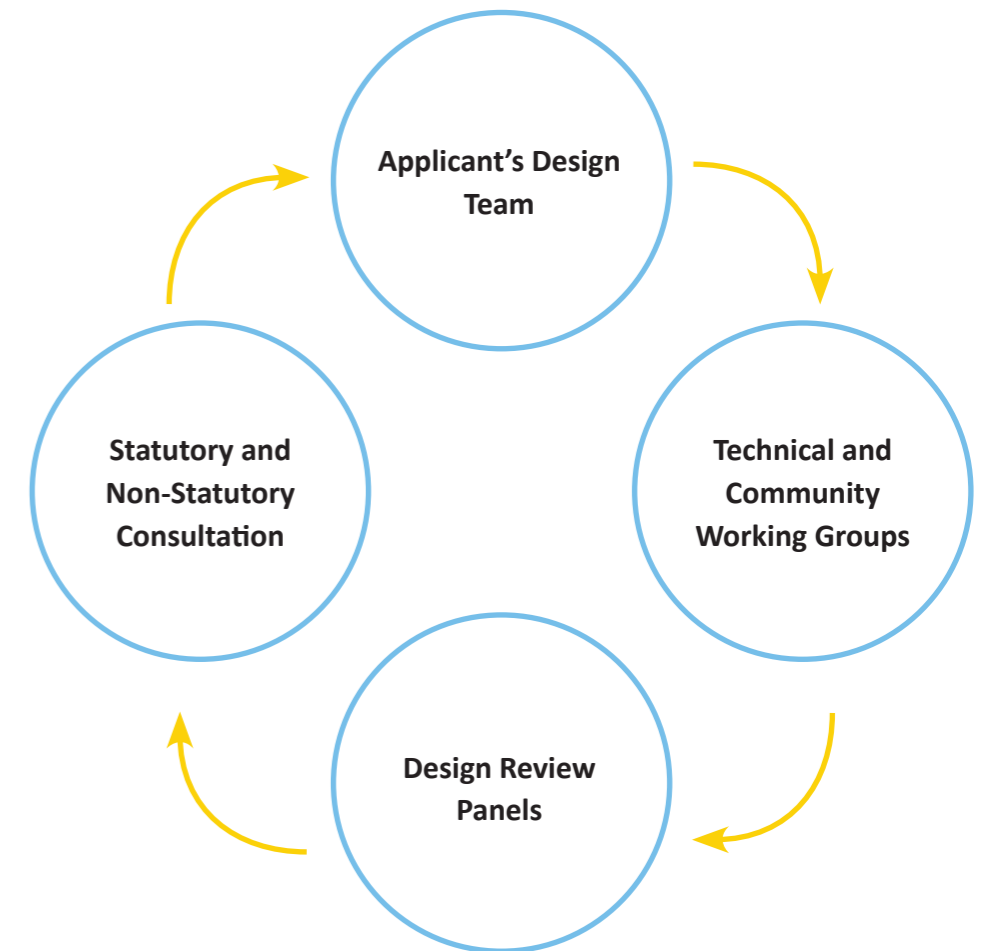 Applicant’s Design
Team
Statutory and
Non-Statutory
Consultation
Technical and
Community
Working Groups
Design Review
Panels